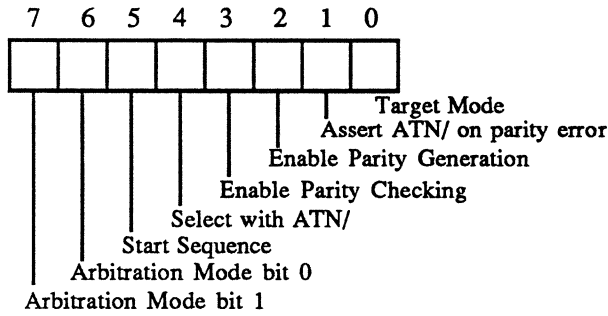 7 6 5 4 3 2 1 0
Target Mode
Assert ATN/ on parity error
Enable Parity Generation
Enable Parity Checking
Select with ATN/
Start Sequence
Arbitration Mode bit 0
Arbitration Mode bit 1